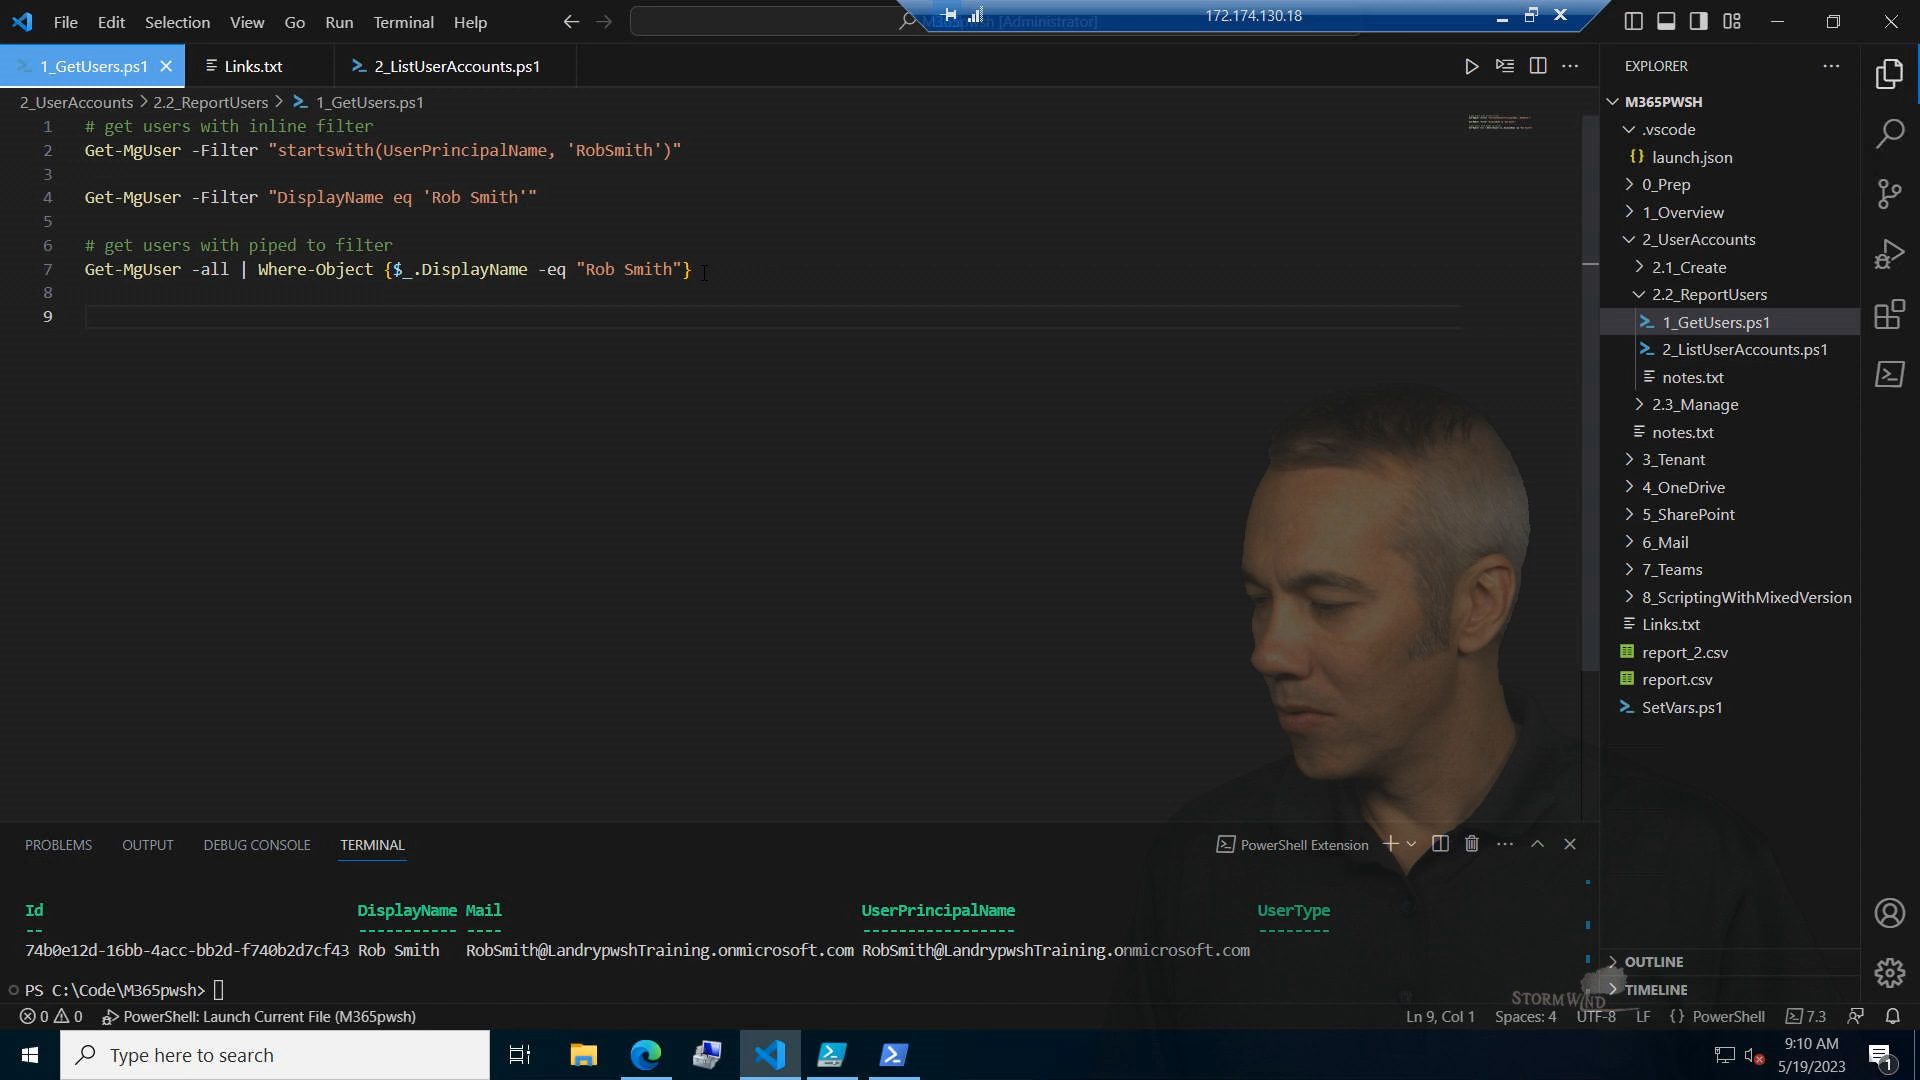 File Edit Selection View Go Run Terminal Help
172.174.130.18
1_GetUsers.ps1
Links.txt
2_ListUserAccounts.ps1
2_UserAccounts > 2.2_ReportUsers > 1_GetUsers.ps1
1 # get users with inline filter
2 Get-MgUser -Filter "startswith(UserPrincipalName, 'RobSmith')"
3
4 Get-MgUser -Filter "DisplayName eq 'Rob Smith'"
5
6 # get users with piped to filter
7 Get-MgUser -all | Where-Object {$_.DisplayName -eq "Rob Smith"}
8
9
EXPLORER
M365PWSH
.vscode
launch.json
0_Prep
1_Overview
2_UserAccounts
2.1_Create
2.2_ReportUsers
1_GetUsers.ps1
2_ListUserAccounts.ps1
notes.txt
2.3_Manage
notes.txt
3_Tenant
4_OneDrive
5_SharePoint
6_Mail
7_Teams
8_ScriptingWithMixedVersion
Links.txt
report_2.csv
report.csv
SetVars.ps1
OUTLINE
TIMELINE
PROBLEMS OUTPUT DEBUG CONSOLE TERMINAL
PowerShell Extension
Id DisplayName Mail UserPrincipalName UserType
-- ----------- ---- ----------------- --------
74b0e12d-16bb-4acc-bb2d-f740b2d7cf43 Rob Smith RobSmith@LandrypwshTraining.onmicrosoft.com RobSmith@LandrypwshTraining.onmicrosoft.com
PS C:\Code\M365pwsh>
STORMWIND
0 0 PowerShell: Launch Current File (M365pwsh)
Ln 9, Col 1 Spaces: 4 UTF-8 LF {} PowerShell 7.3
Type here to search
9:10 AM
5/19/2023
1